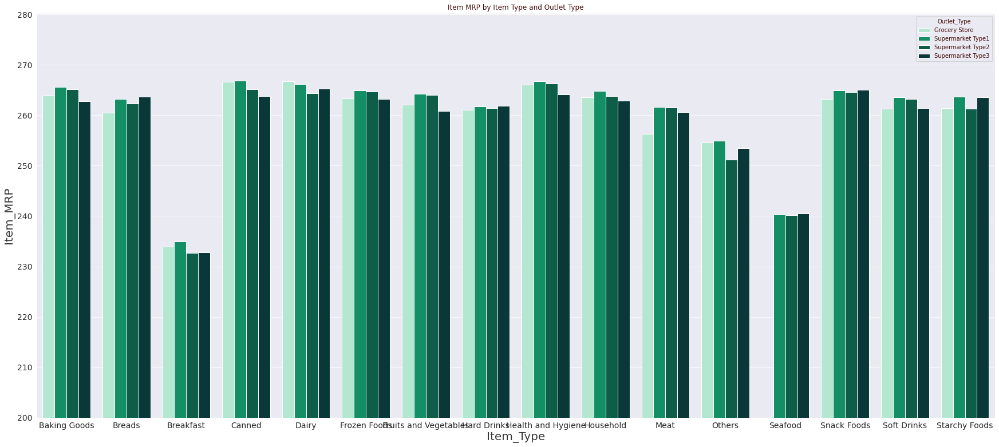 Item MRP by Item Type and Outlet Type
Outlet_Type
Grocery Store
Supermarket Type1
Supermarket Type2
Supermarket Type3
Item_MRP
280
270
260
250
240
230
220
210
200
Baking Goods Breads Breakfast Canned Dairy Frozen Foods Fruits and Vegetables Hard Drinks Health and Hygiene Household Meat Others Seafood Snack Foods Soft Drinks Starchy Foods
Item_Type